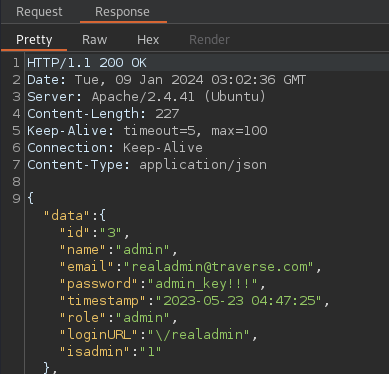 Request Response
Pretty Raw Hex Render
1 HTTP/1.1 200 OK
2 Date: Tue, 09 Jan 2024 03:02:36 GMT
3 Server: Apache/2.4.41 (Ubuntu)
4 Content-Length: 227
5 Keep-Alive: timeout=5, max=100
6 Connection: Keep-Alive
7 Content-Type: application/json
8
9 {
"data":{
"id":"3",
"name":"admin",
"email":"realadmin@traverse.com",
"password":"admin_key!!!",
"timestamp":"2023-05-23 04:47:25",
"role":"admin",
"loginURL":"\/realadmin",
"isadmin":"1"
},